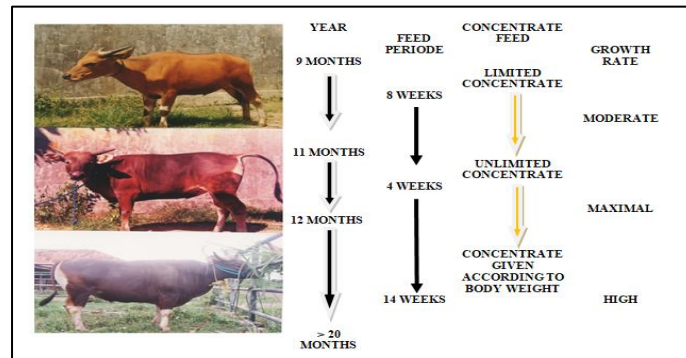 YEAR
9 MONTHS
11 MONTHS
12 MONTHS
> 20
MONTHS
FEED
PERIODE
8 WEEKS
4 WEEKS
14 WEEKS
CONCENTRATE
FEED
LIMITED
CONCENTRATE
UNLIMITED
CONCENTRATE
CONCENTRATE
GIVEN
ACCORDING TO
BODY WEIGHT
GROWTH
RATE
MODERATE
MAXIMAL
HIGH